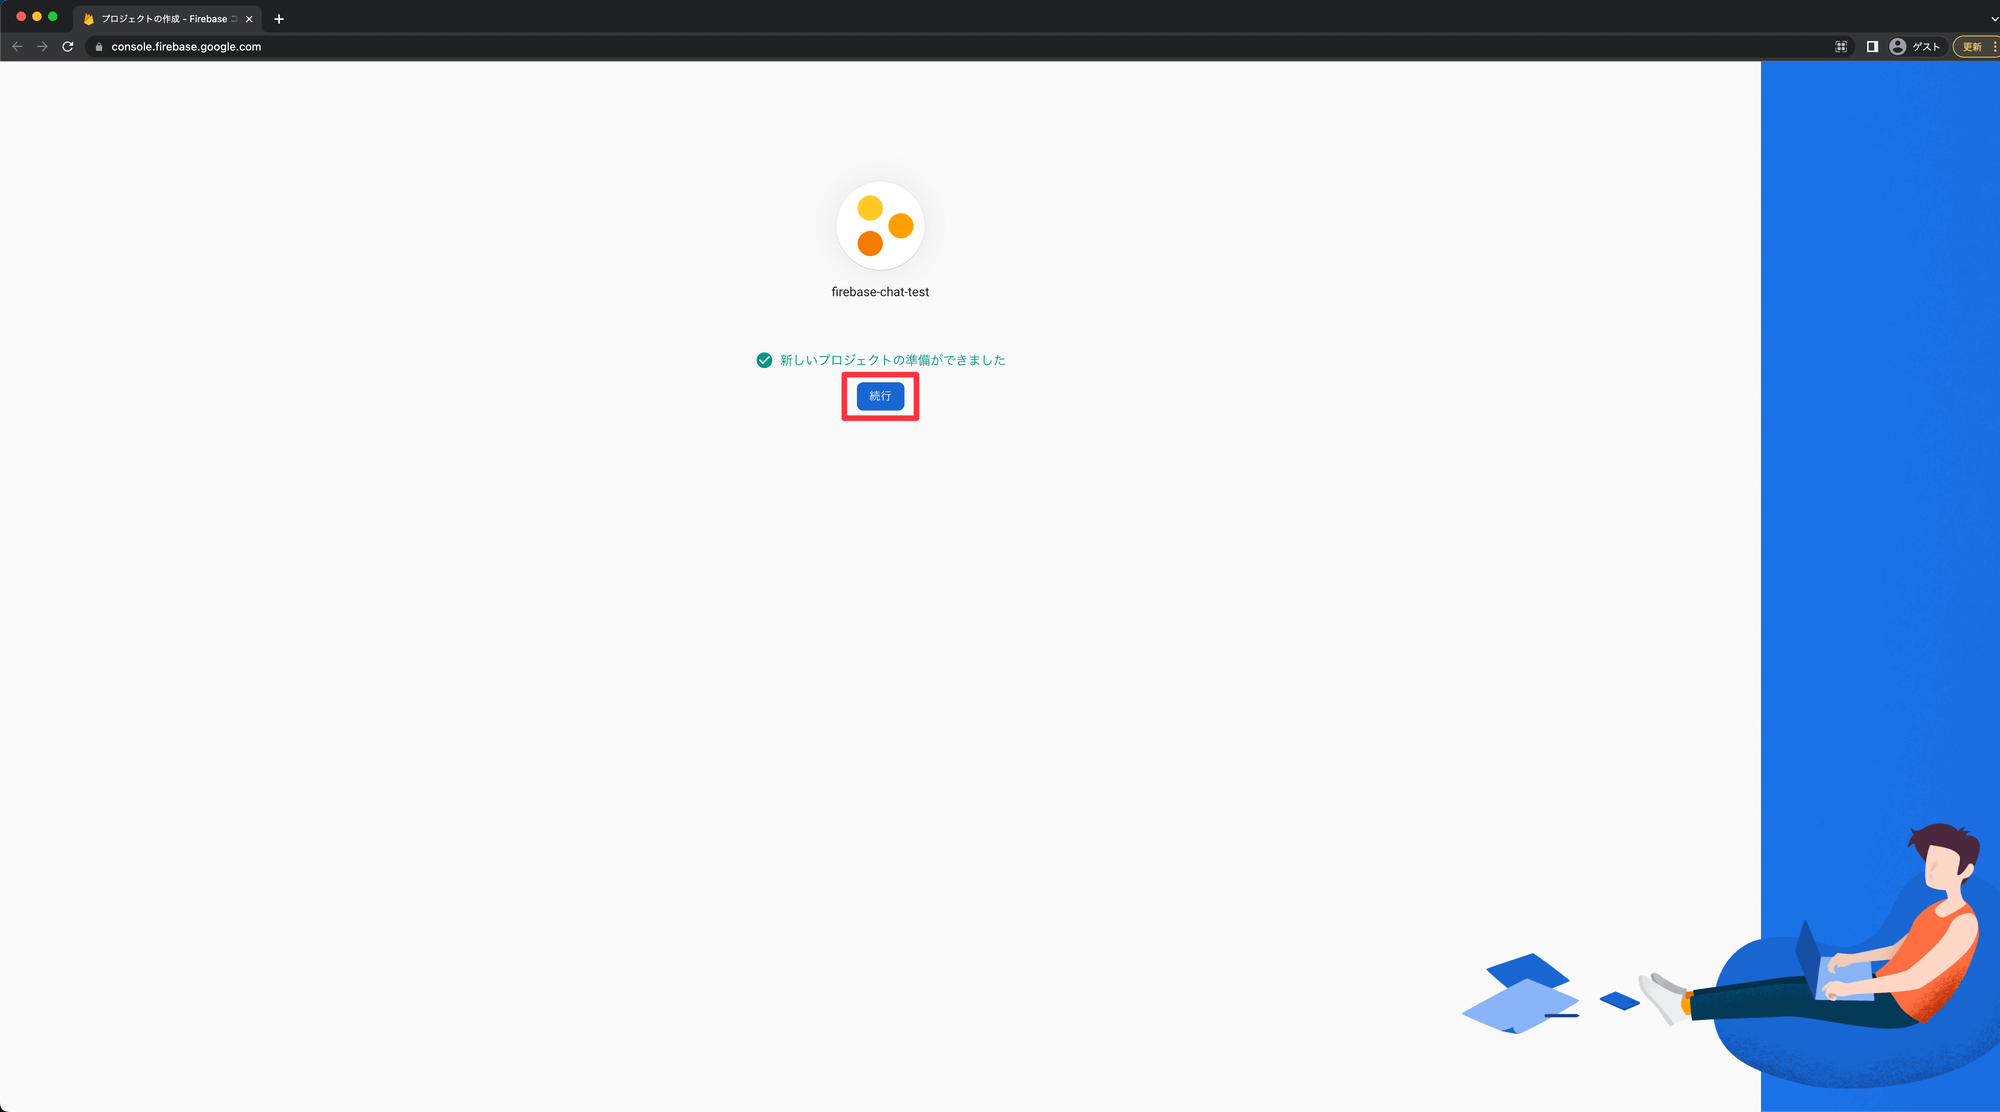 プロジェクトの作成 - Firebase コ
console.firebase.google.com
ゲスト
更新
firebase-chat-test
新しいプロジェクトの準備ができました
続行